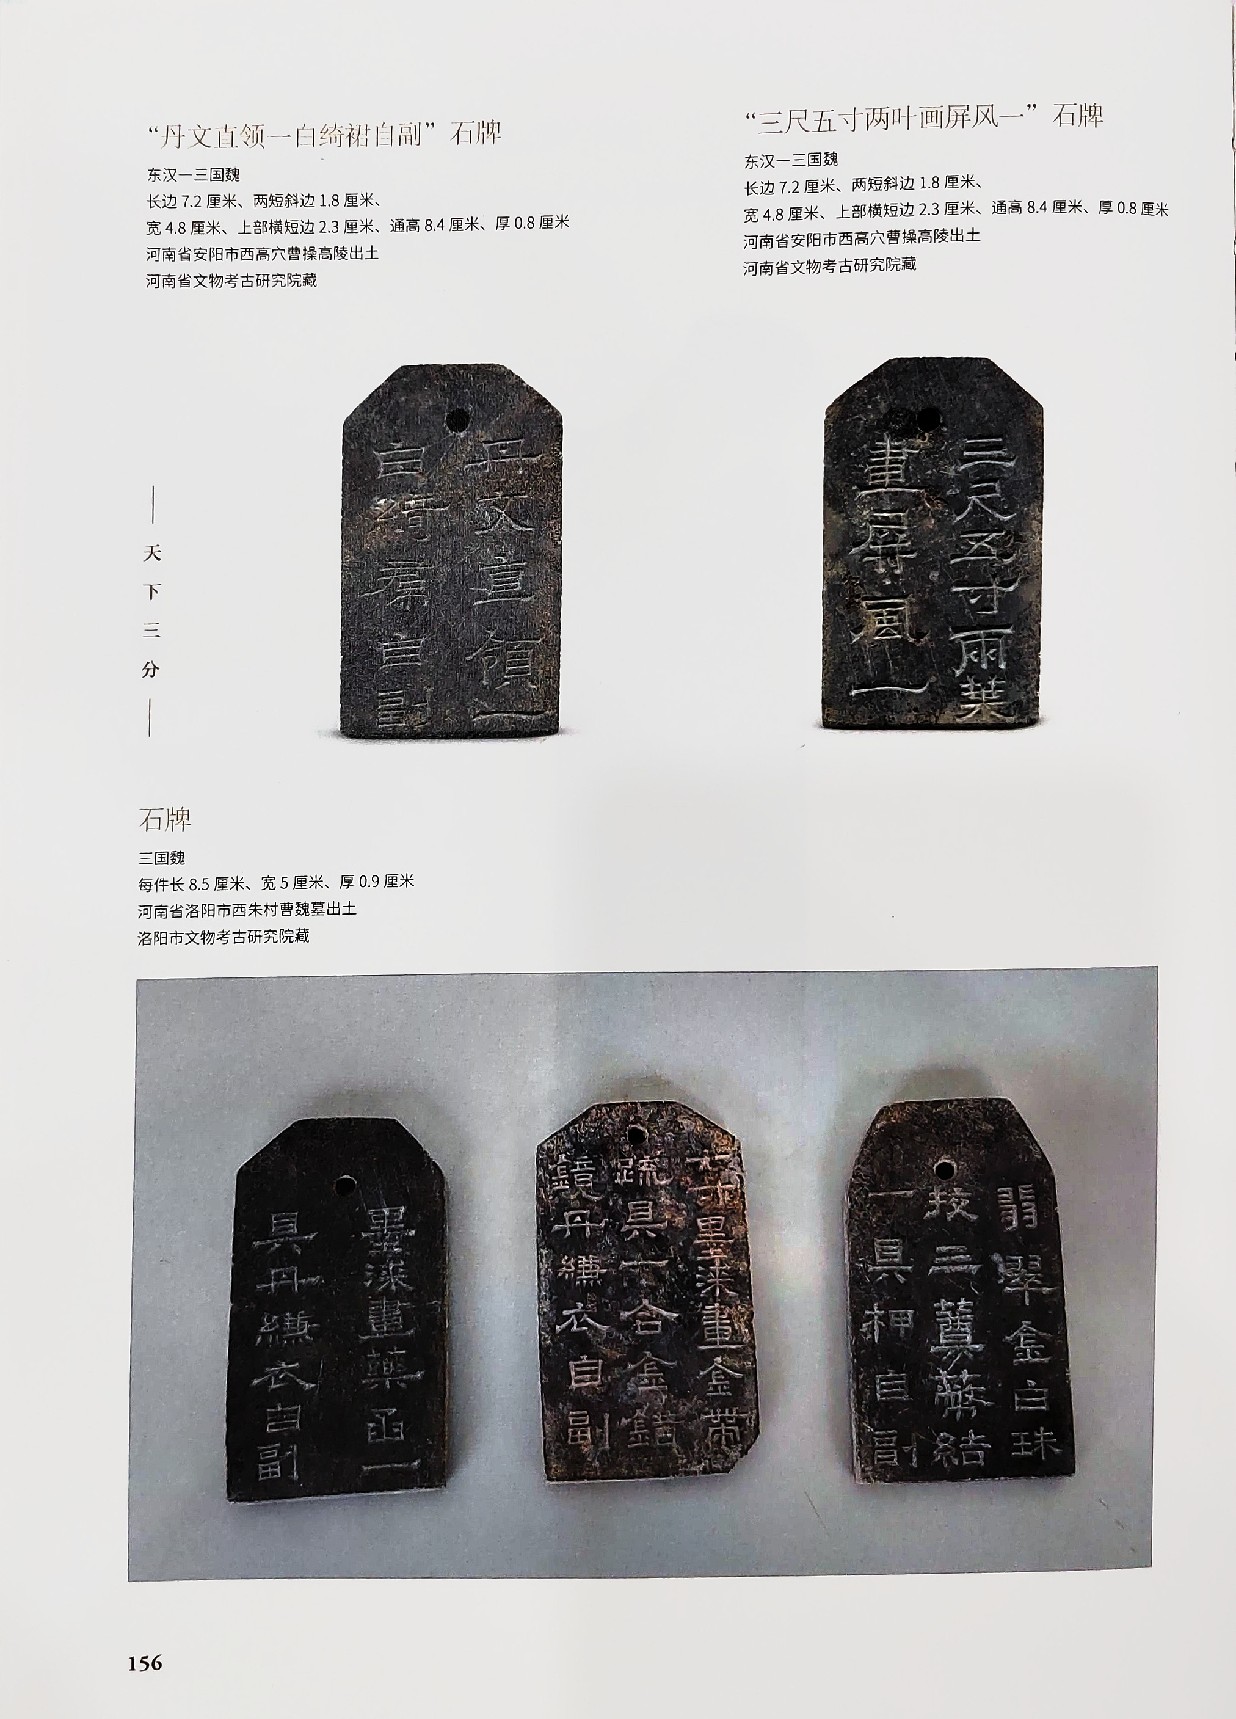 “丹文直领一白绮裙自副”石牌
东汉—三国魏
长边 7.2 厘米、两短斜边 1.8 厘米、
宽 4.8 厘米、上部横短边 2.3 厘米、通高 8.4 厘米、厚 0.8 厘米
河南省安阳市西高穴曹操高陵出土
河南省文物考古研究院藏
“三尺五寸两叶画屏风一”石牌
东汉—三国魏
长边 7.2 厘米、两短斜边 1.8 厘米、
宽 4.8 厘米、上部横短边 2.3 厘米、通高 8.4 厘米、厚 0.8 厘米
河南省安阳市西高穴曹操高陵出土
河南省文物考古研究院藏
丹文直領一
白綺裙自副
三尺五寸兩葉
畫屏風一
天下三分
石牌
三国魏
每件长 8.5 厘米、宽 5 厘米、厚 0.9 厘米
河南省洛阳市西朱村曹魏墓出土
洛阳市文物考古研究院藏
墨漆畫藥函一
具丹縑衣自副
墨漆畫金帶
疏具一合金錯
鏡丹縑衣自副
翡翠金白珠
挍三蔽結
一具柙自副
156